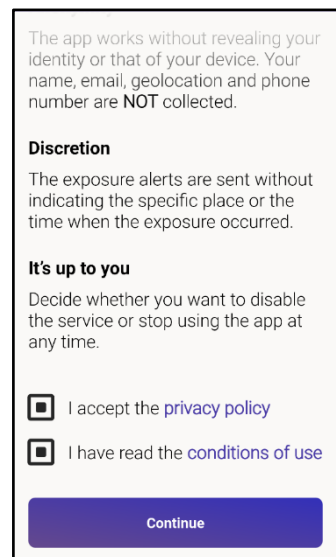 The app works without revealing your
identity or that of your device. Your
name, email, geolocation and phone
number are NOT collected.
Discretion
The exposure alerts are sent without
indicating the specific place or the
time when the exposure occurred.
It's up to you
Decide whether you want to disable
the service or stop using the app at
any time.
I accept the privacy policy
I have read the conditions of use
Continue